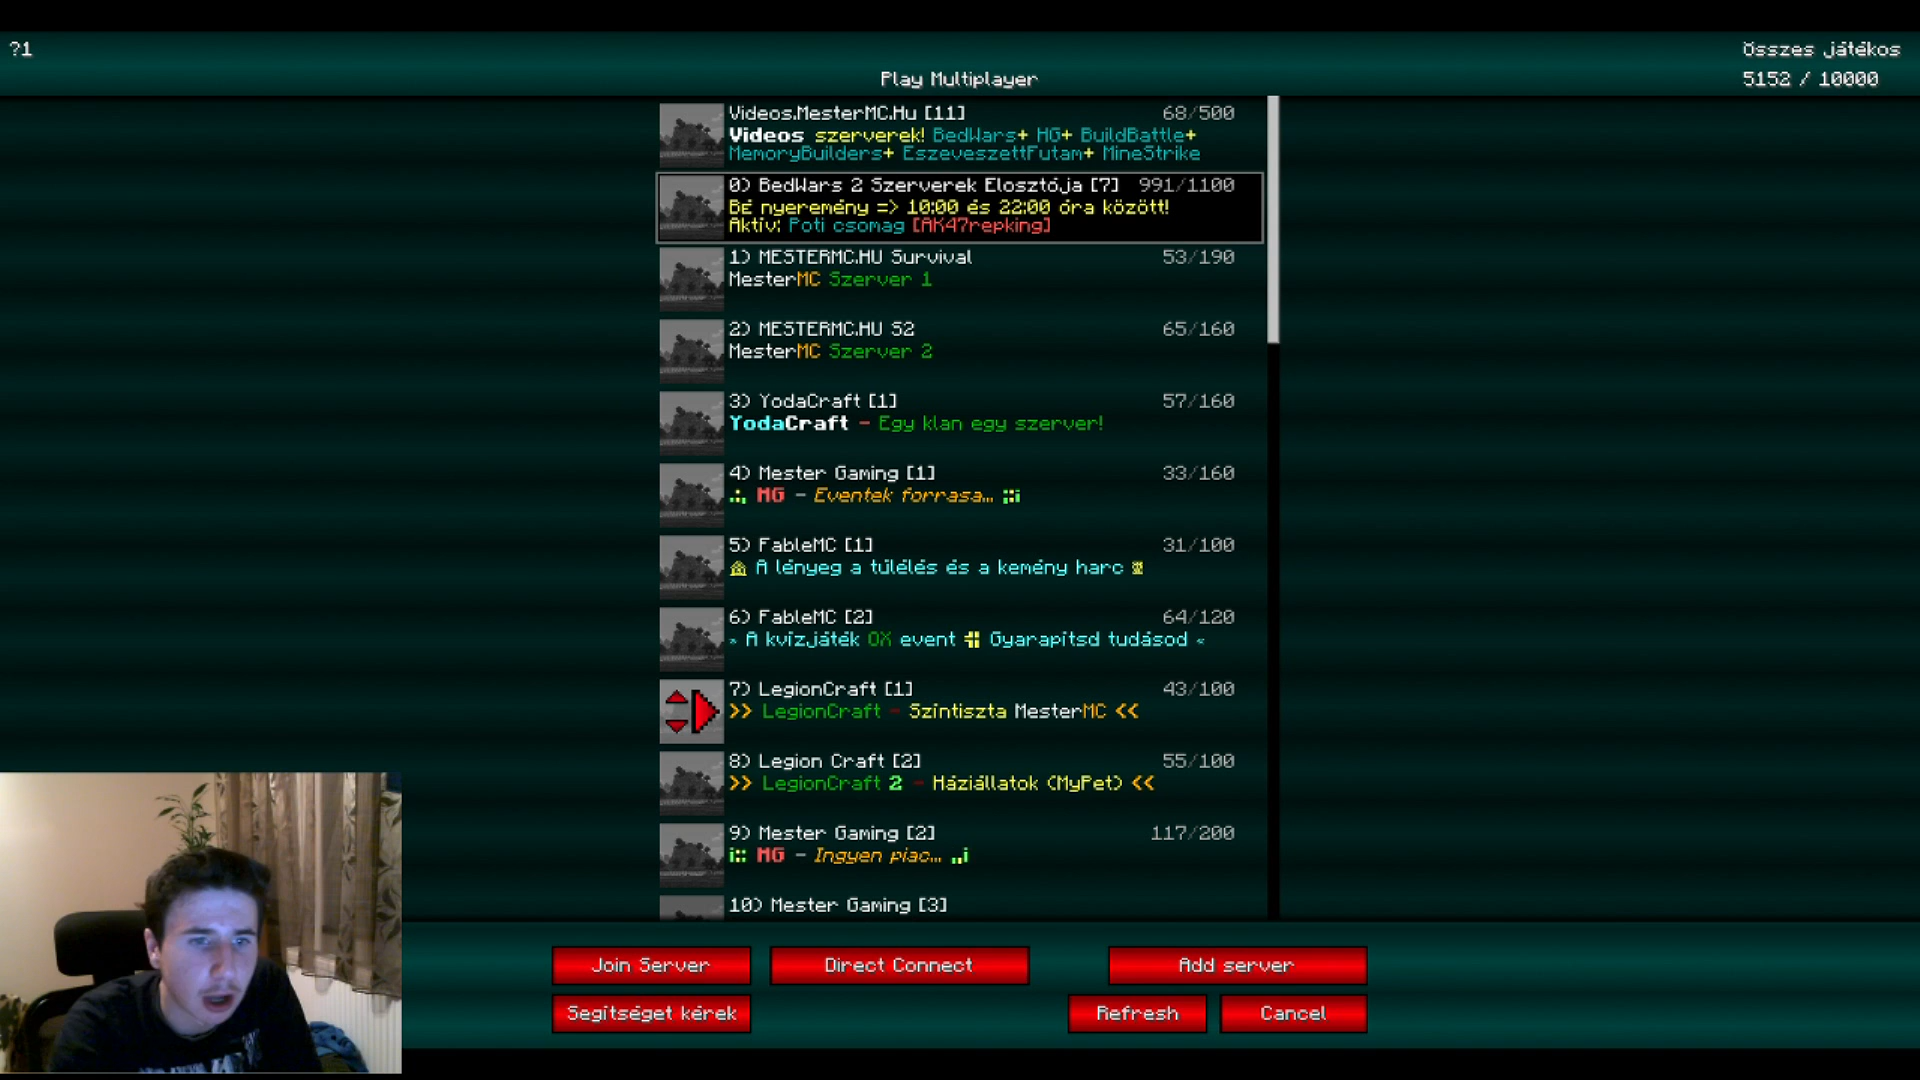 ?1
Összes játékos
5152 / 10000
Play Multiplayer
Videos.MesterMC.Hu [11] 68/500
Videos szerverek! BedWars+ HG+ BuildBattle+
MemoryBuilders+ EszeveszettFutam+ MineStrike
0) BedWars 2 Szerverek Elosztója [7] 991/1100
BÉ nyeremény => 10:00 és 22:00 óra között!
Aktív: Poti csomag [AK47repking]
1) MESTERMC.HU Survival 53/190
MesterMC Szerver 1
2) MESTERMC.HU S2 65/160
MesterMC Szerver 2
3) YodaCraft [1] 57/160
YodaCraft - Egy klan egy szerver!
4) Mester Gaming [1] 33/160
MG - Eventek forrasa...
5) FableMC [1] 31/100
A lényeg a túlélés és a kemény harc
6) FableMC [2] 64/120
» A kvízjáték OX event Gyarapítsd tudásod «
7) LegionCraft [1] 43/100
>> LegionCraft - Színtiszta MesterMC <<
8) Legion Craft [2] 55/100
>> LegionCraft 2 - Háziállatok (MyPet) <<
9) Mester Gaming [2] 117/200
MG - Ingyen piac...
10) Mester Gaming [3]
Join Server Direct Connect Add server
Segítséget kérek Refresh Cancel